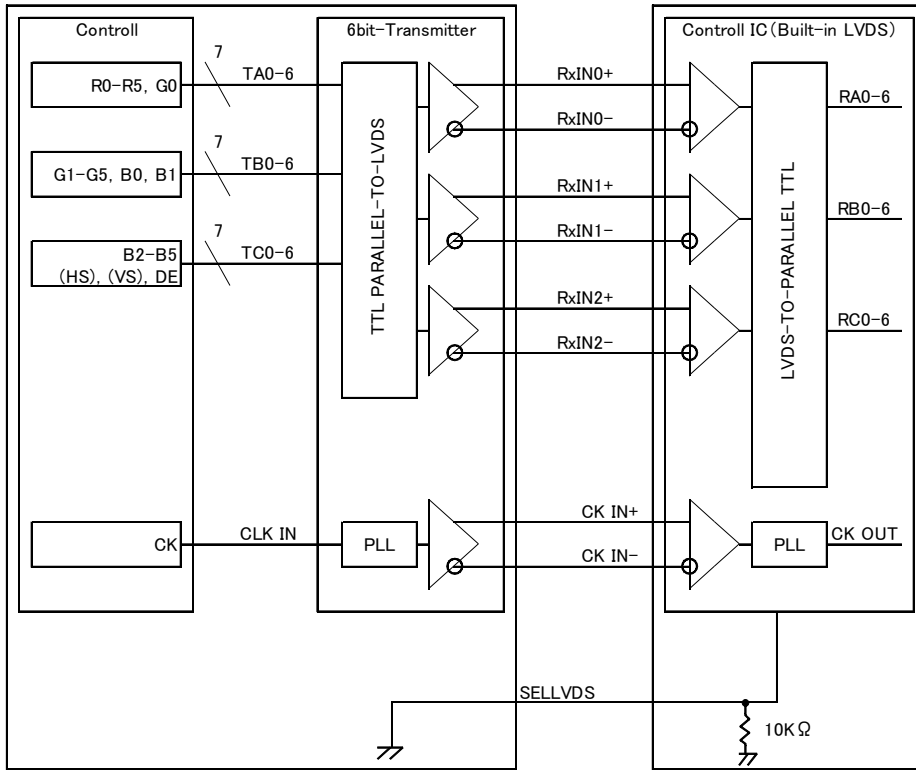 Controll
6bit-Transmitter
Controll IC(Built-in LVDS)
7
R0-R5, G0
TA0-6
RxIN0+
RA0-6
RxIN0-
7
G1-G5, B0, B1
TB0-6
RxIN1+
RB0-6
RxIN1-
7
B2-B5
(HS), (VS), DE
TC0-6
RxIN2+
RC0-6
RxIN2-
TTL PARALLEL-TO-LVDS
LVDS-TO-PARALLEL TTL
CK
CLK IN
PLL
CK IN+
CK IN-
PLL
CK OUT
SELLVDS
10KΩ